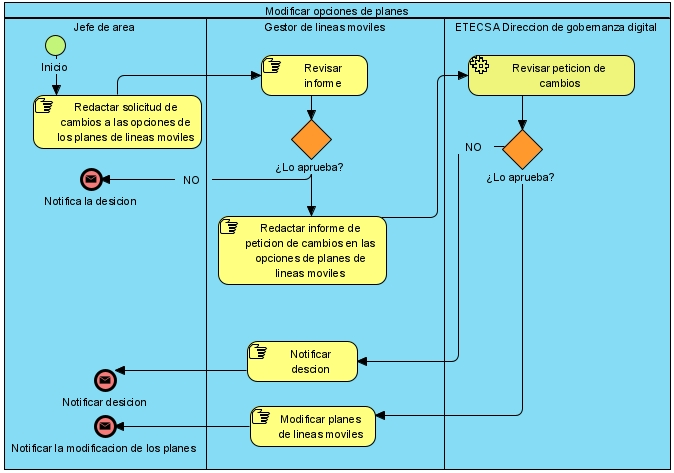 Modificar opciones de planes
Jefe de area
Gestor de lineas moviles
ETECSA Direccion de gobernanza digital
Inicio
Redactar solicitud de
cambios a las opciones de
los planes de lineas moviles
Revisar
informe
Revisar peticion de
cambios
¿Lo aprueba?
NO
¿Lo aprueba?
NO
Notifica la desicion
Redactar informe de
peticion de cambios en las
opciones de planes de
lineas moviles
Notificar
descion
Notificar desicion
Modificar planes
de lineas moviles
Notificar la modificacion de los planes